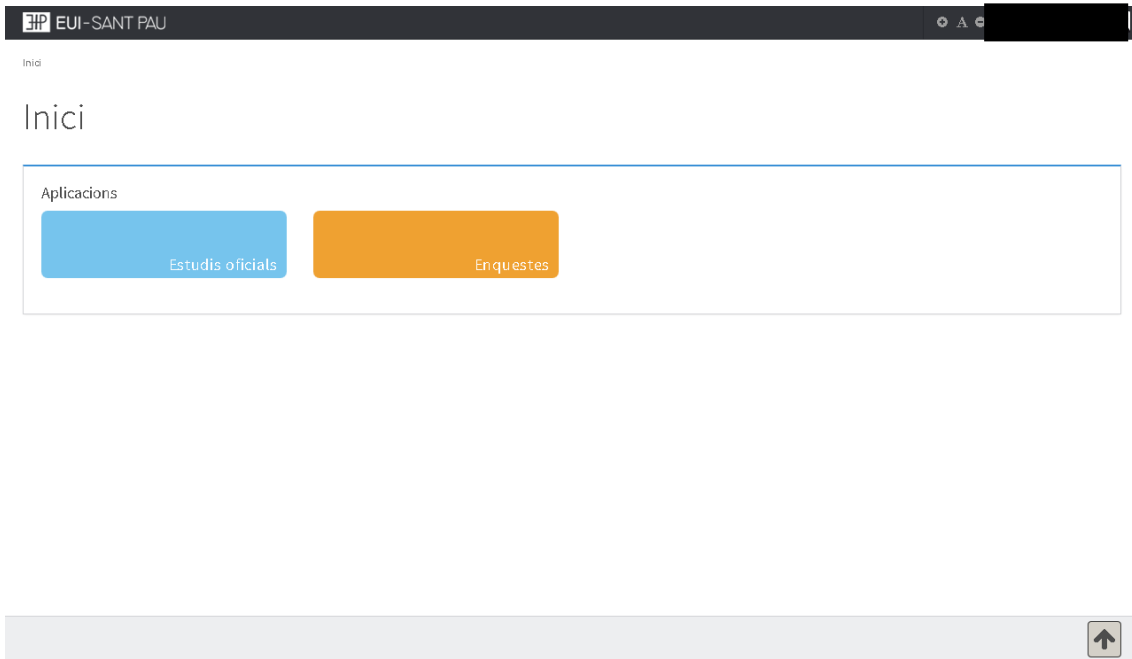 EUI-SANT PAU
A
Inici
Inici
Aplicacions
Estudis oficials
Enquestes